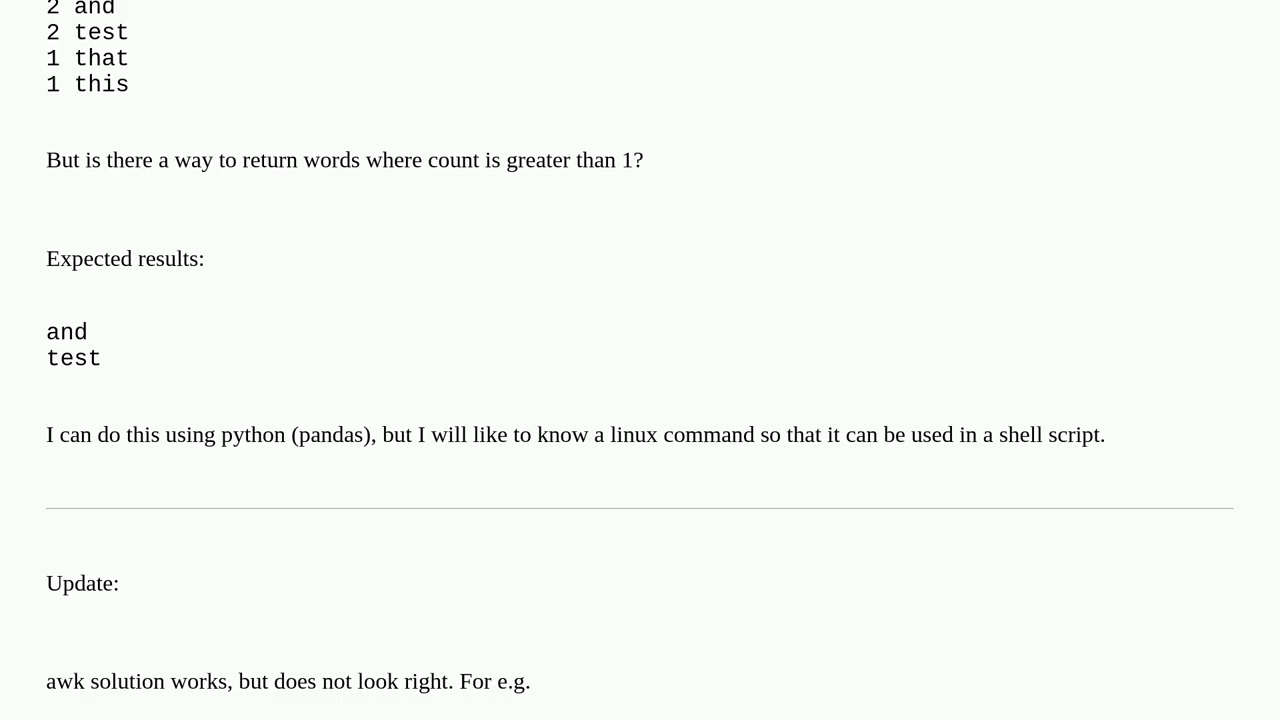 2 and
2 test
1 that
1 this
But is there a way to return words where count is greater than 1?
Expected results:
and
test
I can do this using python (pandas), but I will like to know a linux command so that it can be used in a shell script.
Update:
awk solution works, but does not look right. For e.g.